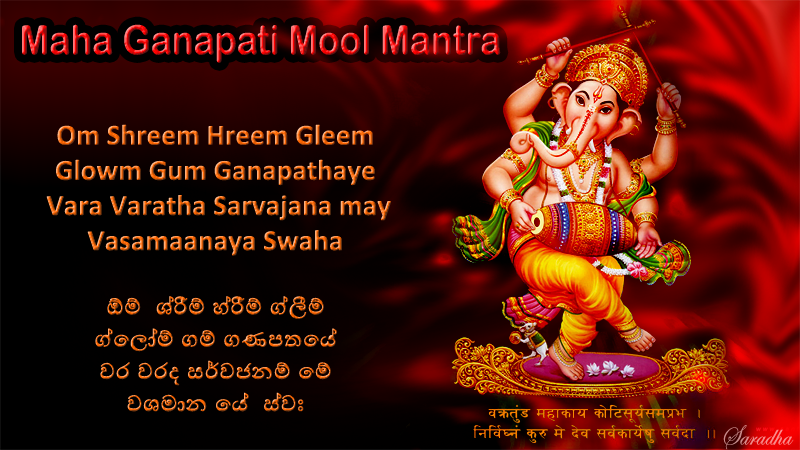 Maha Ganapati Mool Mantra
Om Shreem Hreem Gleem
Glowm Gum Ganapathaye
Vara Varatha Sarvajana may
Vasamaanaya Swaha
ඕම් ශ්රීම් හ්රීම් ග්ලීම්
ග්ලෝම් ගම් ගණපතයේ
වර වරද සර්වජනම් මේ
වශමාන යේ ස්වඃ
वक्रतुंड महाकाय कोटिसूर्यसमप्रभ ।
निर्विघ्नं कुरु मे देव सर्वकार्येषु सर्वदा ।।
Saradha